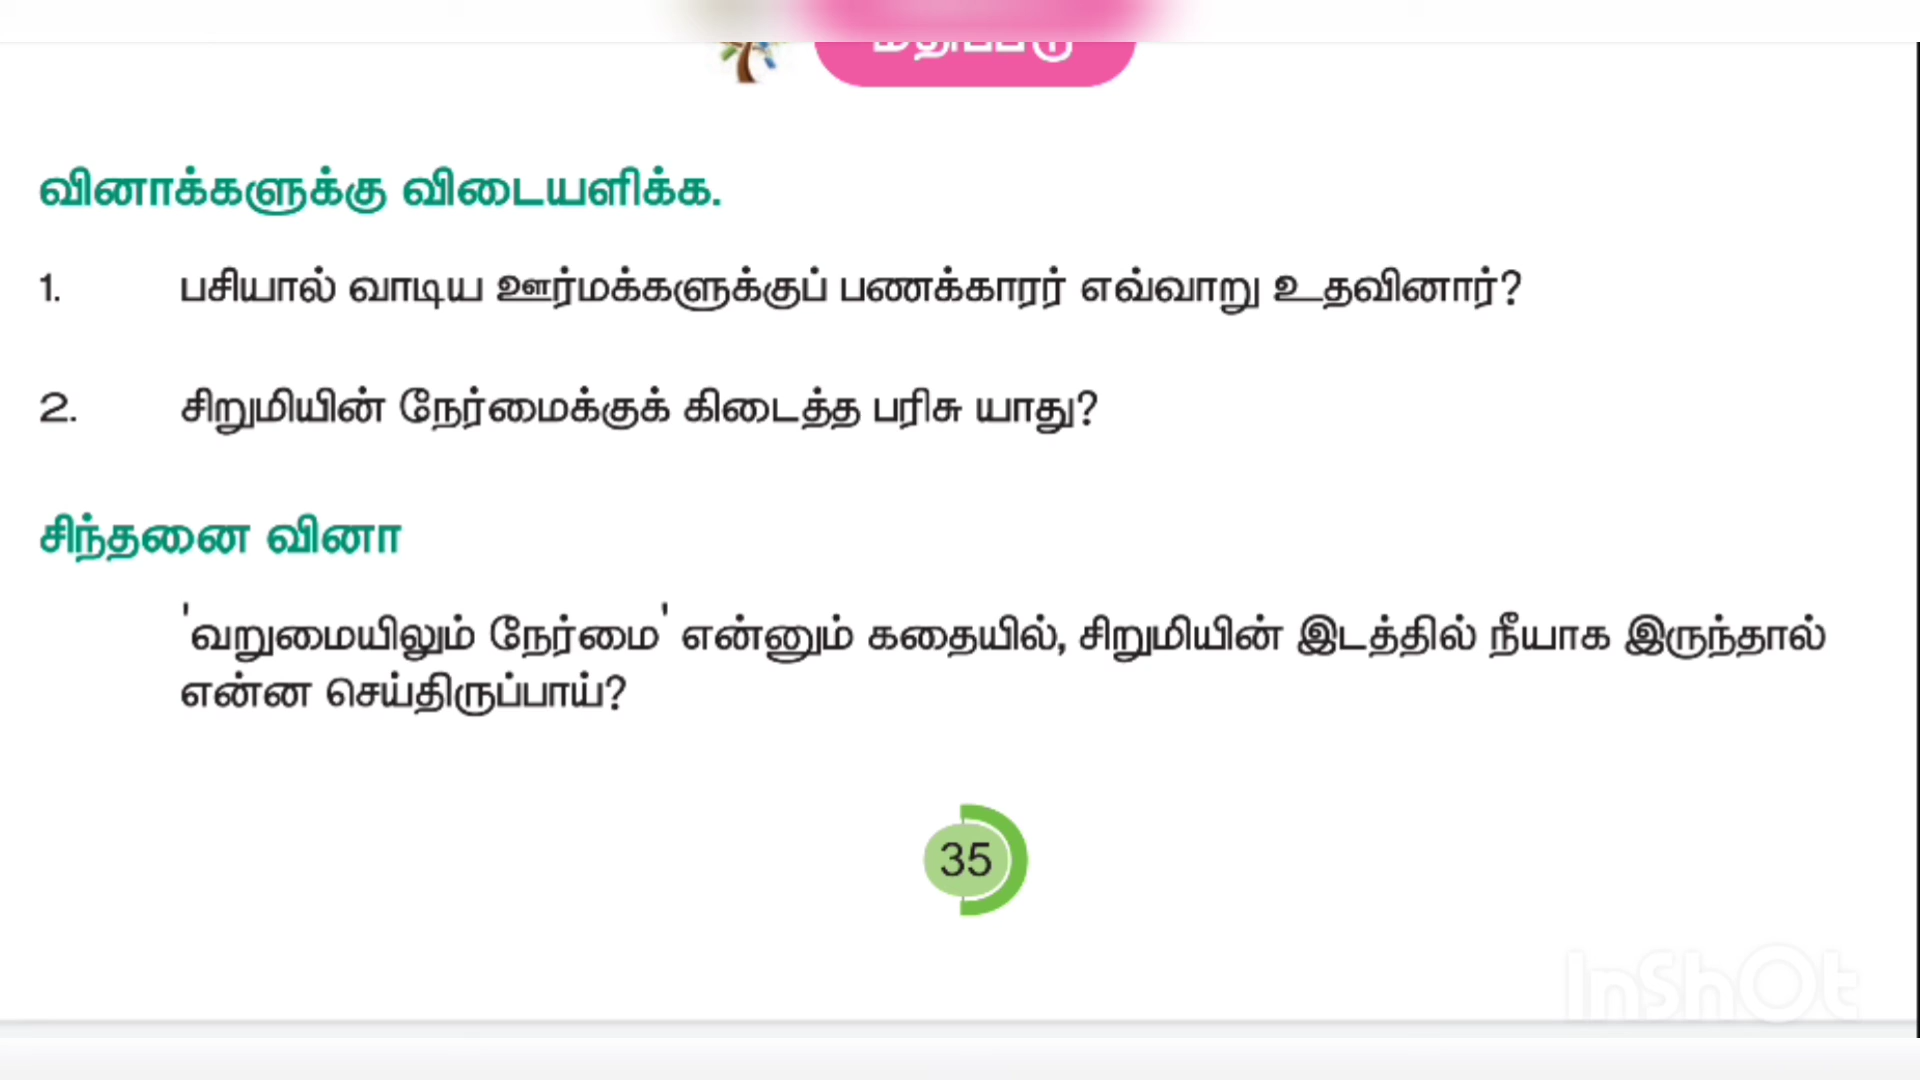 வினாக்களுக்கு விடையளிக்க.
1. பசியால் வாடிய ஊர்மக்களுக்குப் பணக்காரர் எவ்வாறு உதவினார்?
2. சிறுமியின் நேர்மைக்குக் கிடைத்த பரிசு யாது?
சிந்தனை வினா
'வறுமையிலும் நேர்மை' என்னும் கதையில், சிறுமியின் இடத்தில் நீயாக இருந்தால்
என்ன செய்திருப்பாய்?
35
InShOt